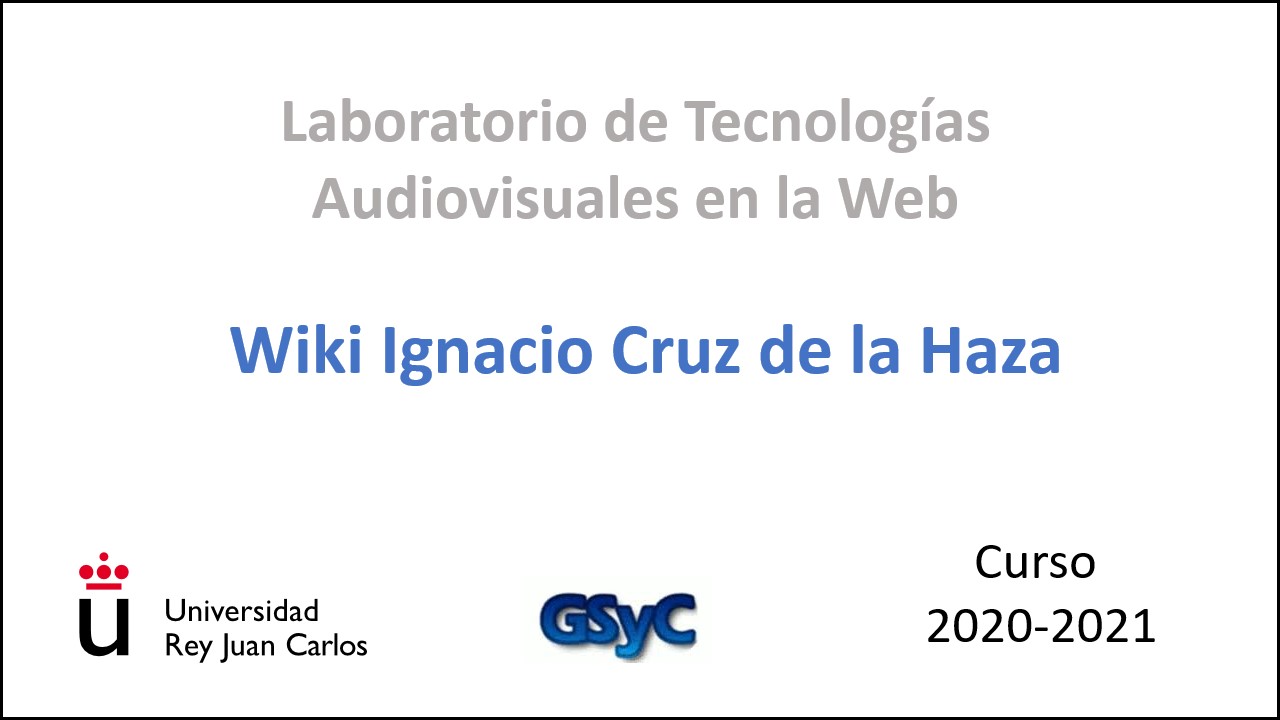 Laboratorio de Tecnologías
Audiovisuales en la Web
Wiki Ignacio Cruz de la Haza
u
Universidad
Rey Juan Carlos
GSyC
Curso
2020-2021